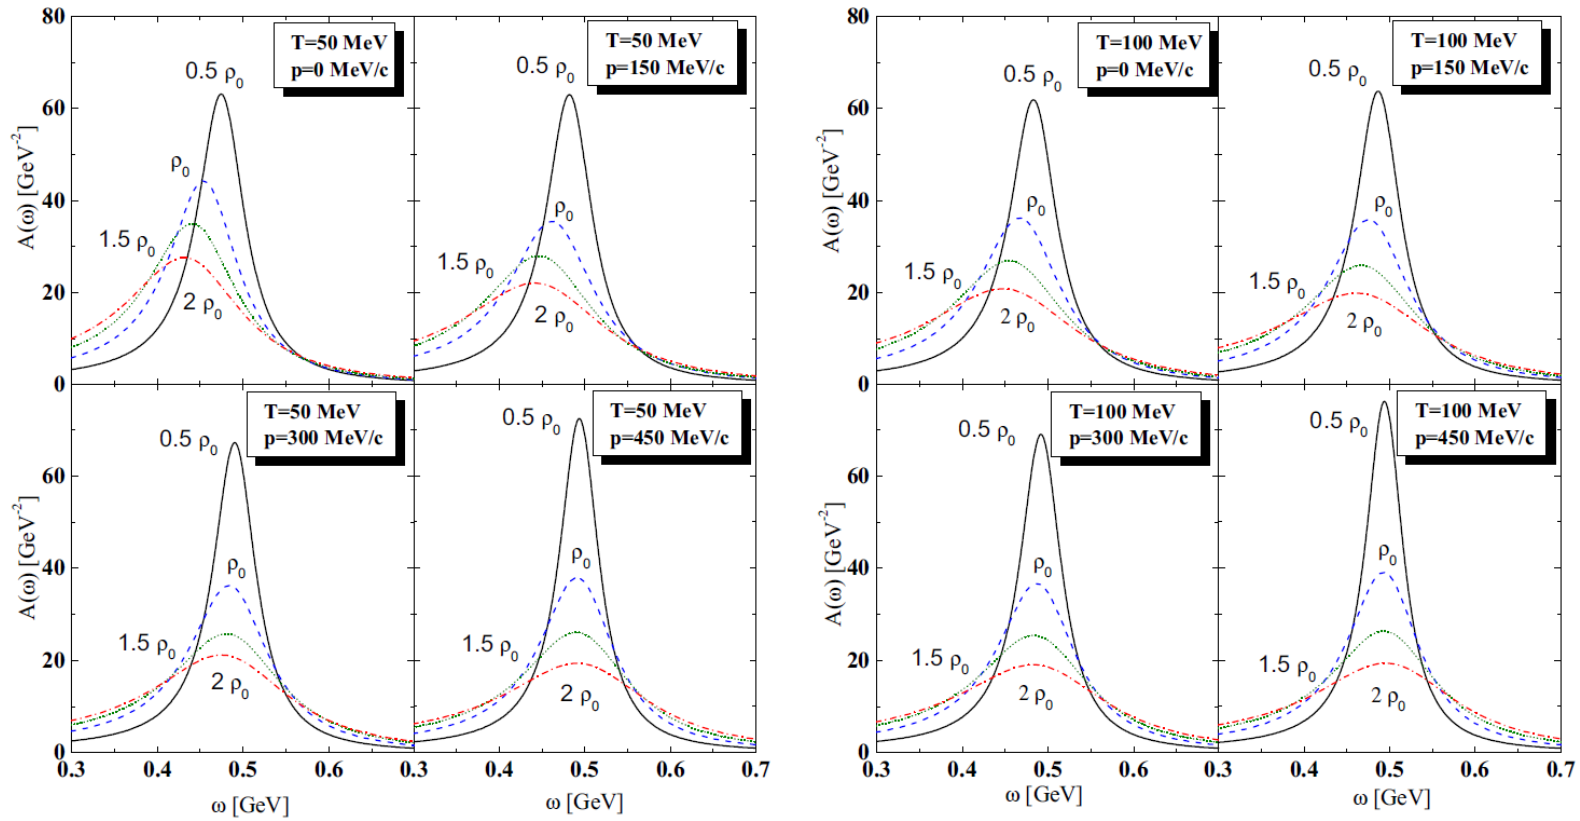 80
60
40
20
0
A(ω) [GeV⁻²]
T=50 MeV
p=0 MeV/c
0.5 ρ₀
ρ₀
1.5 ρ₀
2 ρ₀
T=50 MeV
p=150 MeV/c
0.5 ρ₀
ρ₀
1.5 ρ₀
2 ρ₀
60
40
20
0
A(ω) [GeV⁻²]
T=50 MeV
p=300 MeV/c
0.5 ρ₀
ρ₀
1.5 ρ₀
2 ρ₀
T=50 MeV
p=450 MeV/c
0.5 ρ₀
ρ₀
1.5 ρ₀
2 ρ₀
0.3 0.4 0.5 0.6 0.3 0.4 0.5 0.6 0.7
ω [GeV] ω [GeV]
80
60
40
20
0
A(ω) [GeV⁻²]
T=100 MeV
p=0 MeV/c
0.5 ρ₀
ρ₀
1.5 ρ₀
2 ρ₀
T=100 MeV
p=150 MeV/c
0.5 ρ₀
ρ₀
1.5 ρ₀
2 ρ₀
60
40
20
0
A(ω) [GeV⁻²]
T=100 MeV
p=300 MeV/c
0.5 ρ₀
ρ₀
1.5 ρ₀
2 ρ₀
T=100 MeV
p=450 MeV/c
0.5 ρ₀
ρ₀
1.5 ρ₀
2 ρ₀
0.3 0.4 0.5 0.6 0.3 0.4 0.5 0.6 0.7
ω [GeV] ω [GeV]